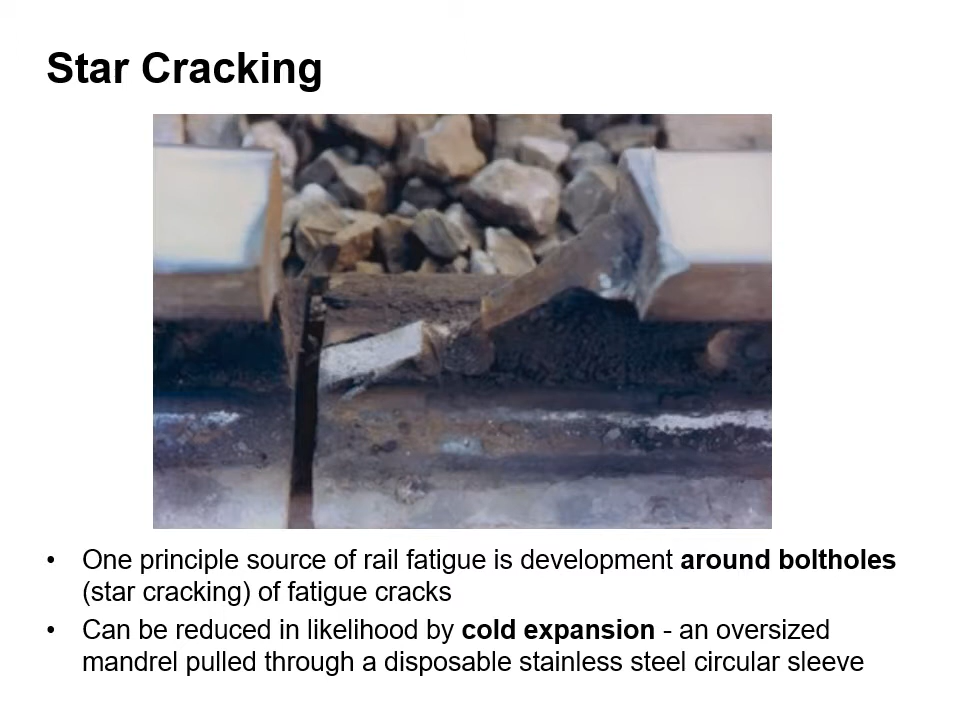 Star Cracking
• One principle source of rail fatigue is development around boltholes
(star cracking) of fatigue cracks
• Can be reduced in likelihood by cold expansion - an oversized
mandrel pulled through a disposable stainless steel circular sleeve